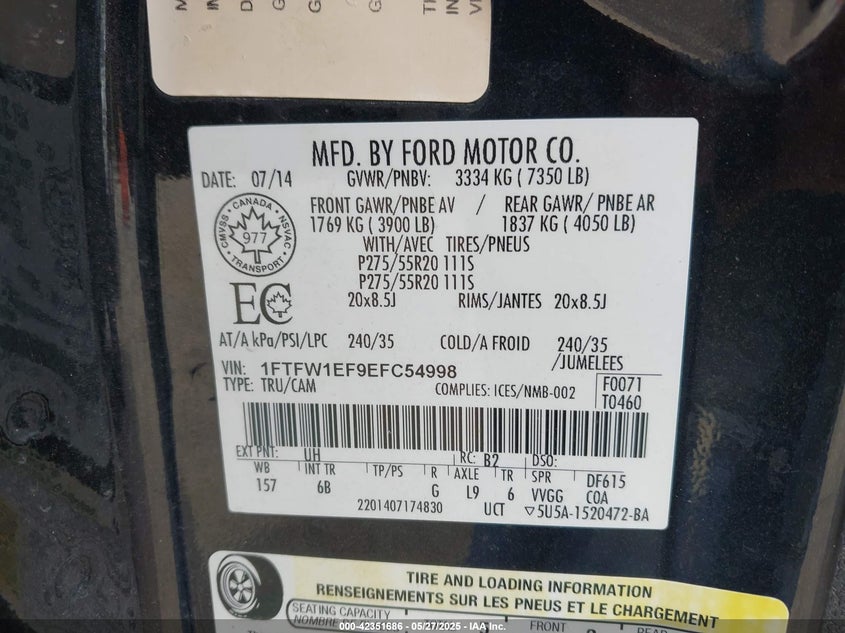 MFD. BY FORD MOTOR CO.
DATE: 07/14 GVWR/PNBV: 3334 KG ( 7350 LB)
FRONT GAWR/PNBE AV / REAR GAWR/ PNBE AR
1769 KG ( 3900 LB) 1837 KG ( 4050 LB)
WITH/AVEC TIRES/PNEUS
P275/55R20 111S
P275/55R20 111S
20x8.5J RIMS/JANTES 20x8.5J
CANADA
CMVSS NSVAC
977
TRANSPORT
EC
AT/A kPa/PSI/LPC 240/35 COLD/A FROID 240/35
/JUMELEES
VIN: 1FTFW1EF9EFC54998
TYPE: TRU/CAM COMPLIES: ICES/NMB-002
F0071
T0460
EXT PNT: UH RC: B2 DSO:
WB INT TR TP/PS R AXLE TR SPR DF615
157 6B G L9 6 VVGG COA
2201407174830 UCT ▽5U5A-1520472-BA
TIRE AND LOADING INFORMATION
RENSEIGNEMENTS SUR LES PNEUS ET LE CHARGEMENT
SEATING CAPACITY
FRONT
000-42351686 - 05/27/2025 - IAAI.COM